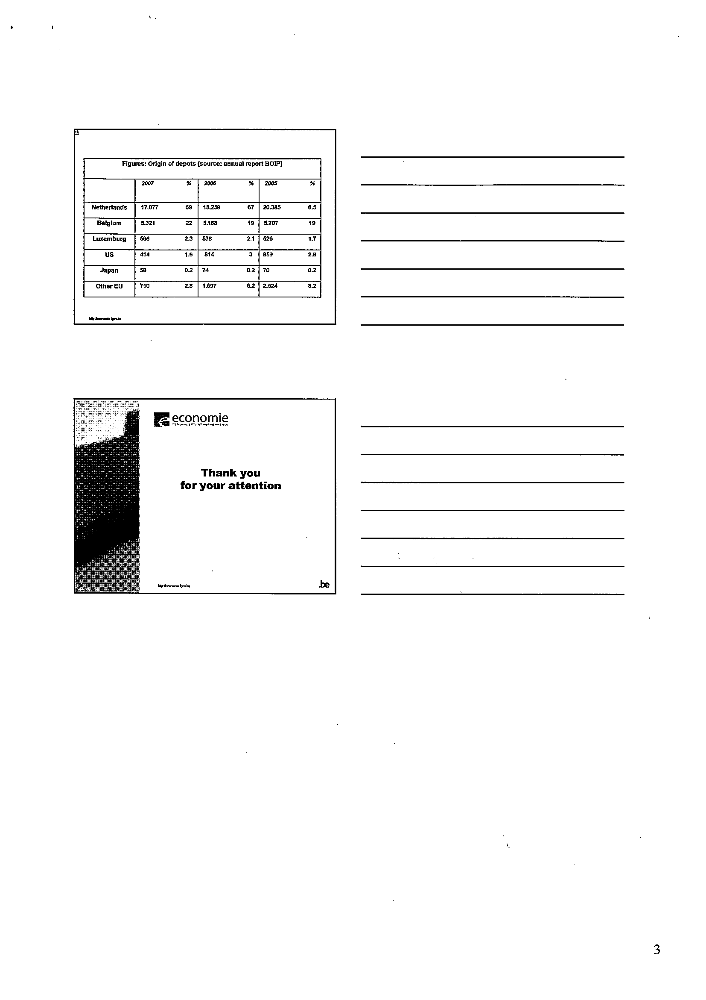 Figures: Origin of depots (source: annual report BOIP)
2007 % 2006 % 2005 %
Netherlands 17.077 69 18.259 67 20.385 6.5
Belgium 5.321 22 5.168 19 5.707 19
Luxemburg 566 2.3 578 2.1 526 1.7
US 414 1.6 814 3 859 2.8
Japan 58 0.2 74 0.2 70 0.2
Other EU 710 2.8 1.697 6.2 2.524 8.2
http://economie.fgov.be
economie
Thank you
for your attention
http://economie.fgov.be
.be
3